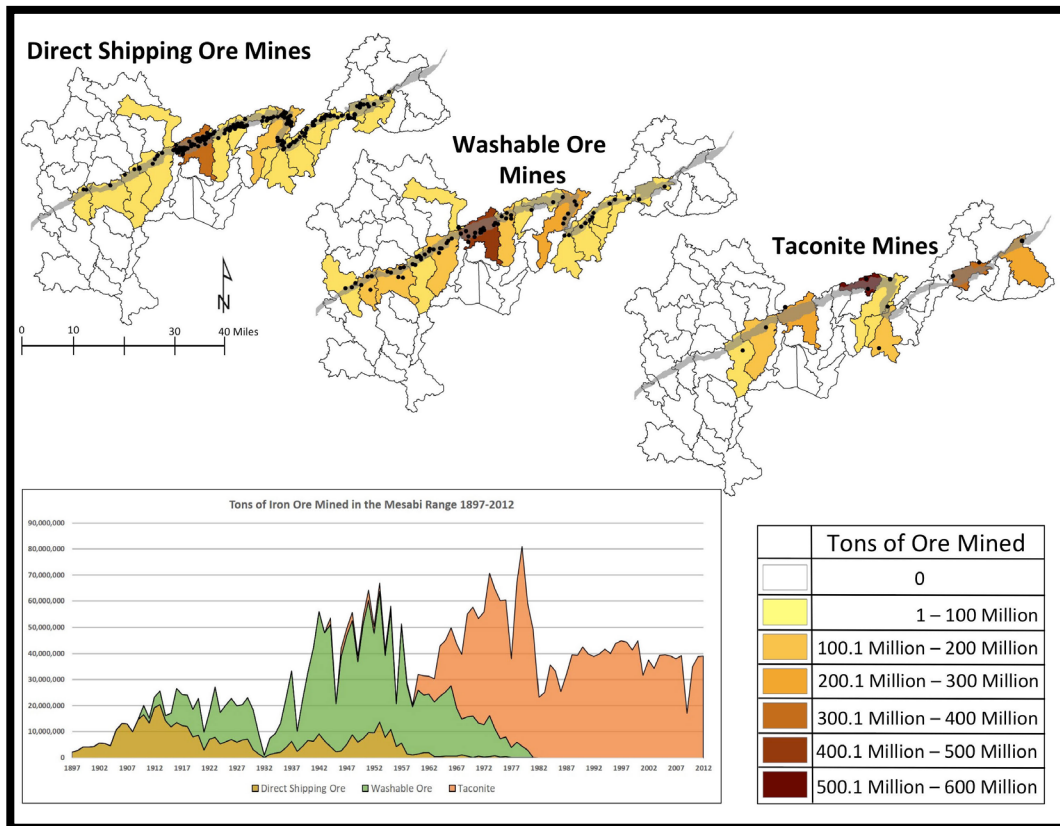 Direct Shipping Ore Mines
Washable Ore
Mines
Taconite Mines
N
0 10 30 40 Miles
Tons of Iron Ore Mined in the Mesabi Range 1897-2012
90,000,000
80,000,000
70,000,000
60,000,000
50,000,000
40,000,000
30,000,000
20,000,000
10,000,000
0
1897 1902 1907 1912 1917 1922 1927 1932 1937 1942 1947 1952 1957 1962 1967 1972 1977 1982 1987 1992 1997 2002 2007 2012
Direct Shipping Ore Washable Ore Taconite
Tons of Ore Mined
0
1 – 100 Million
100.1 Million – 200 Million
200.1 Million – 300 Million
300.1 Million – 400 Million
400.1 Million – 500 Million
500.1 Million – 600 Million